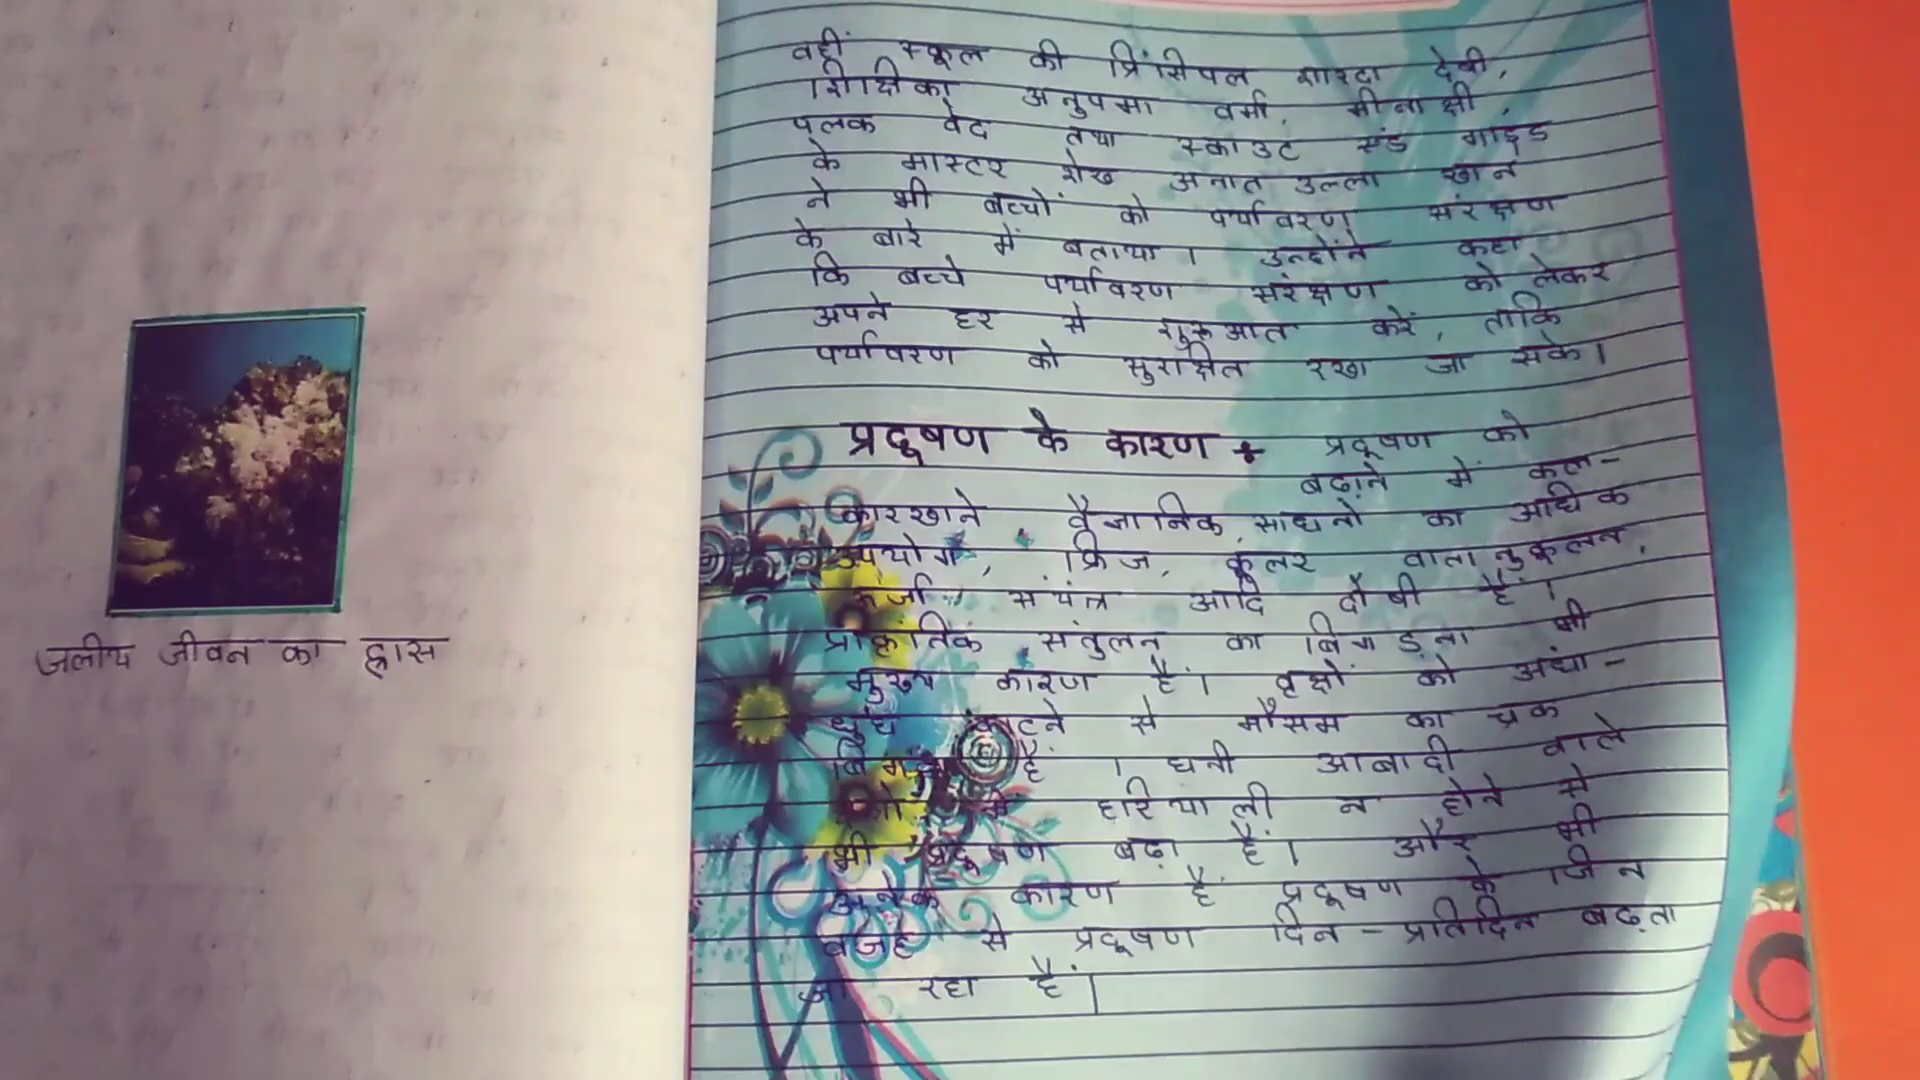 जलीय जीवन का ह्रास
वहीं स्कूल की प्रिंसिपल शारदा देवी,
शिक्षिका अनुपमा वर्मा, मीनाक्षी,
पलक वेद तथा स्काउट एंड गाइड
के मास्टर शेख अनात उल्ला खान
ने भी बच्चों को पर्यावरण संरक्षण
के बारे में बताया। उन्होंने कहा
कि बच्चे पर्यावरण संरक्षण को लेकर
अपने घर से शुरुआत करें, ताकि
पर्यावरण को सुरक्षित रखा जा सके।
प्रदूषण के कारण प्रदूषण को
बढ़ाने में कल-
कारखाने वैज्ञानिक साधनों का अधिक
उपयोग, फ्रिज, कूलर वातानुकूलन,
ऊर्जा संयंत्र आदि दोषी हैं।
प्राकृतिक संतुलन का बिगड़ना भी
मुख्य कारण हैं। वृक्षों को अंधा-
धुंध काटने से मौसम का चक्र
हैं । घनी आबादी वाले
हरियाली न होने से
भी प्रदूषण बढ़ा हैं। और भी
अनेक कारण हैं प्रदूषण के जिन
वजह से प्रदूषण दिन-प्रतिदिन बढ़ता
जा रहा हैं।